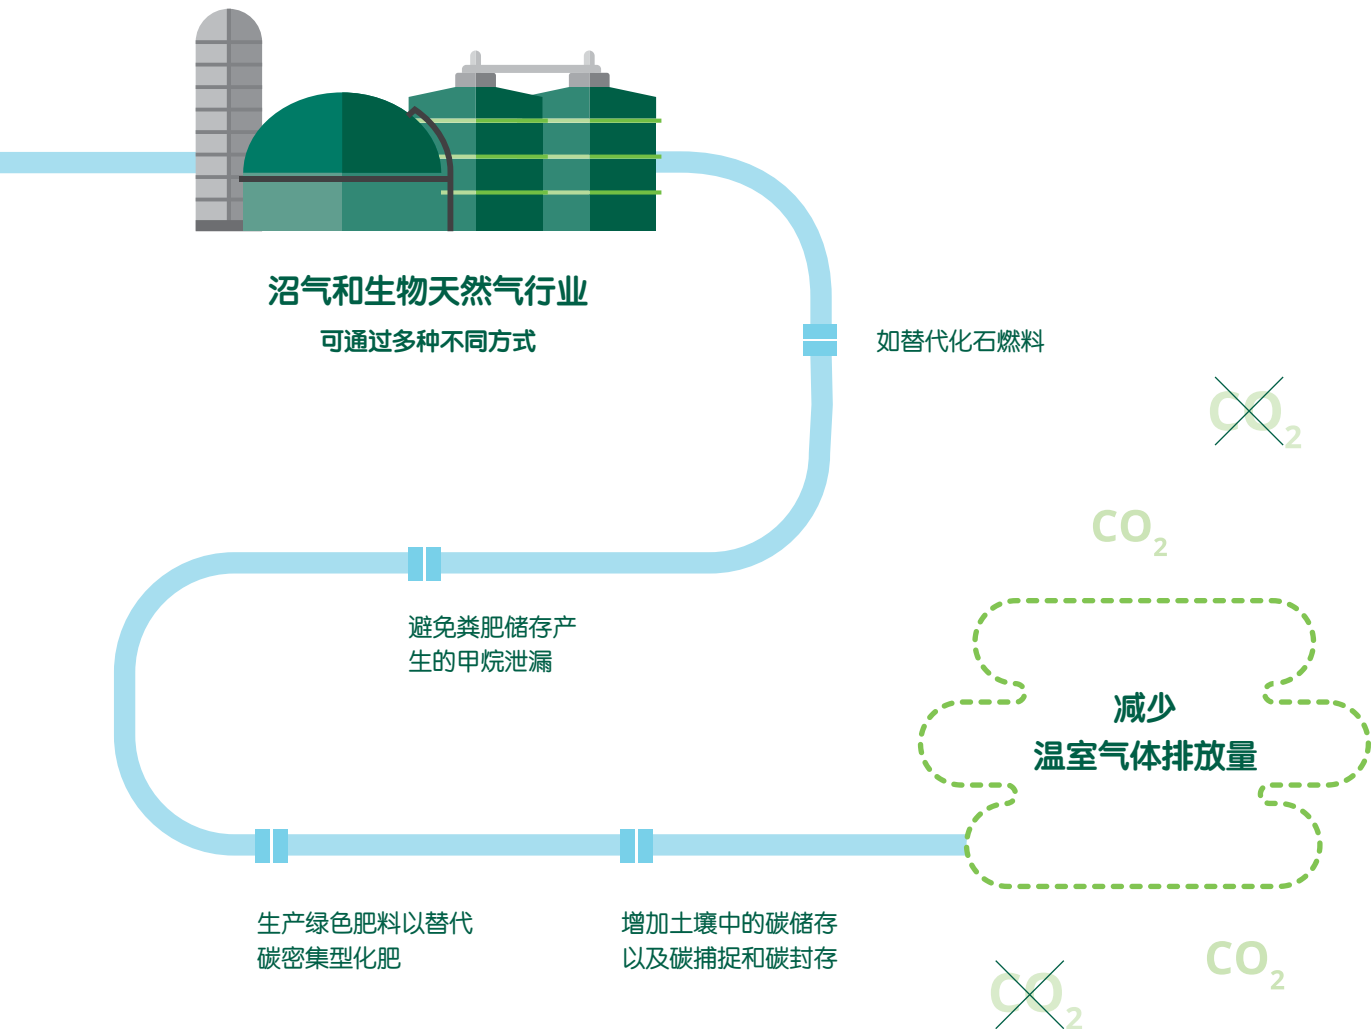 沼气和生物天然气行业
可通过多种不同方式
如替代化石燃料
CO2
CO2
避免粪肥储存产
生的甲烷泄漏
减少
温室气体排放量
生产绿色肥料以替代
碳密集型化肥
增加土壤中的碳储存
以及碳捕捉和碳封存
CO2
CO2